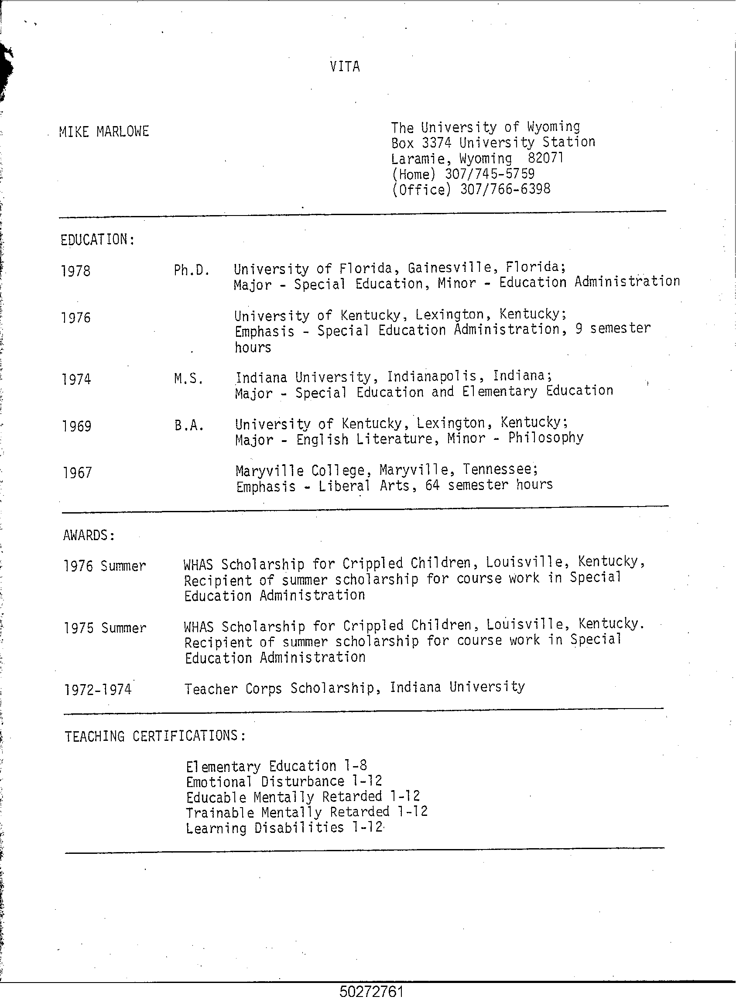 VITA
MIKE MARLOWE
The University of Wyoming
Box 3374 University Station
Laramie, Wyoming 82071
(Home) 307/745-5759
(Office) 307/766-6398
EDUCATION:
1978 Ph.D. University of Florida, Gainesville, Florida;
Major - Special Education, Minor - Education Administration
1976 University of Kentucky, Lexington, Kentucky;
Emphasis - Special Education Administration, 9 semester
hours
1974 M.S. Indiana University, Indianapolis, Indiana;
Major - Special Education and Elementary Education
1969 B.A. University of Kentucky, Lexington, Kentucky;
Major - English Literature, Minor - Philosophy
1967 Maryville College, Maryville, Tennessee;
Emphasis - Liberal Arts, 64 semester hours
AWARDS:
1976 Summer WHAS Scholarship for Crippled Children, Louisville, Kentucky,
Recipient of summer scholarship for course work in Special
Education Administration
1975 Summer WHAS Scholarship for Crippled Children, Louisville, Kentucky.
Recipient of summer scholarship for course work in Special
Education Administration
1972-1974 Teacher Corps Scholarship, Indiana University
TEACHING CERTIFICATIONS:
Elementary Education 1-8
Emotional Disturbance 1-12
Educable Mentally Retarded 1-12
Trainable Mentally Retarded 1-12
Learning Disabilities 1-12
50272761